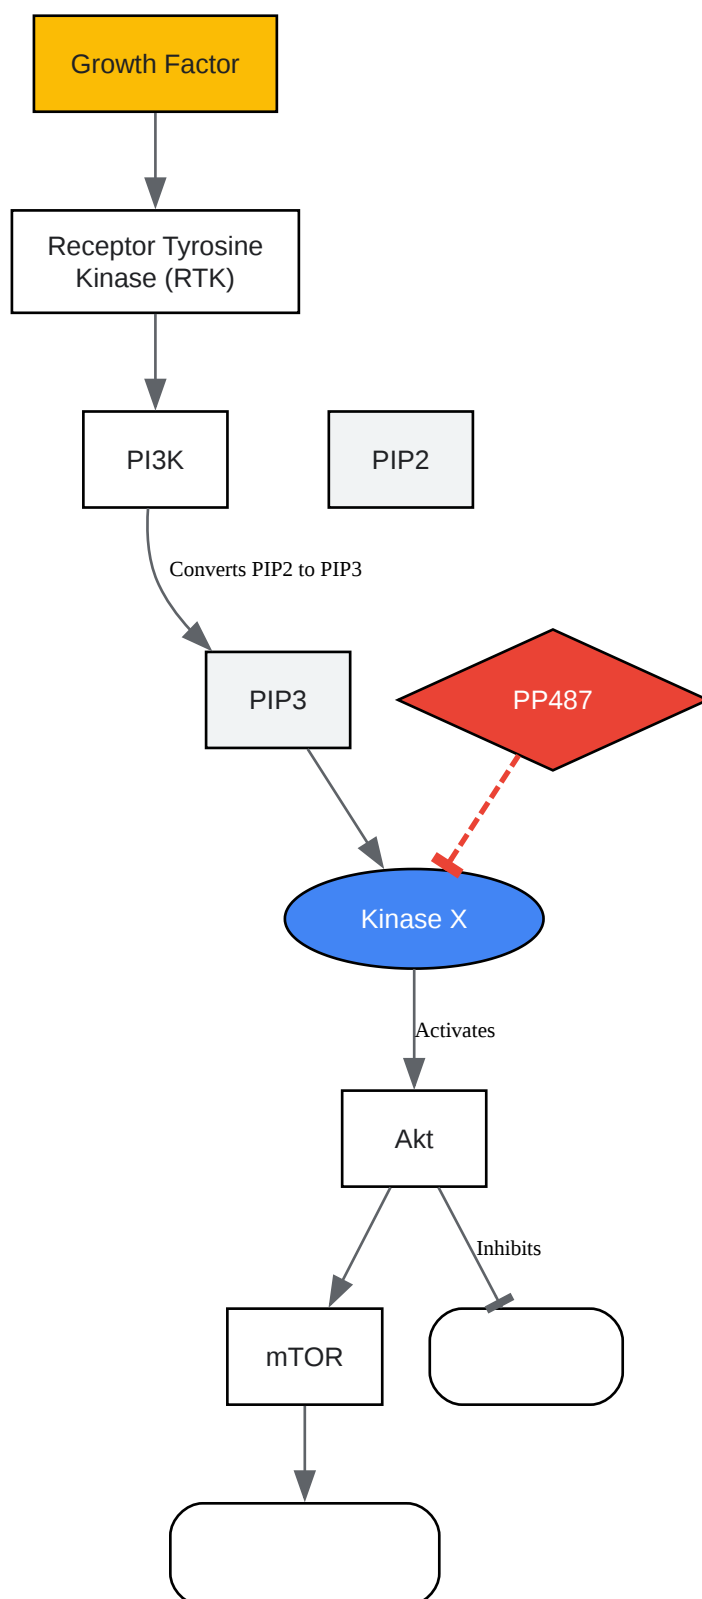 Growth Factor
Receptor Tyrosine
Kinase (RTK)
PI3K
PIP2
Converts PIP2 to PIP3
PIP3
PP487
Kinase X
Activates
Akt
Inhibits
mTOR